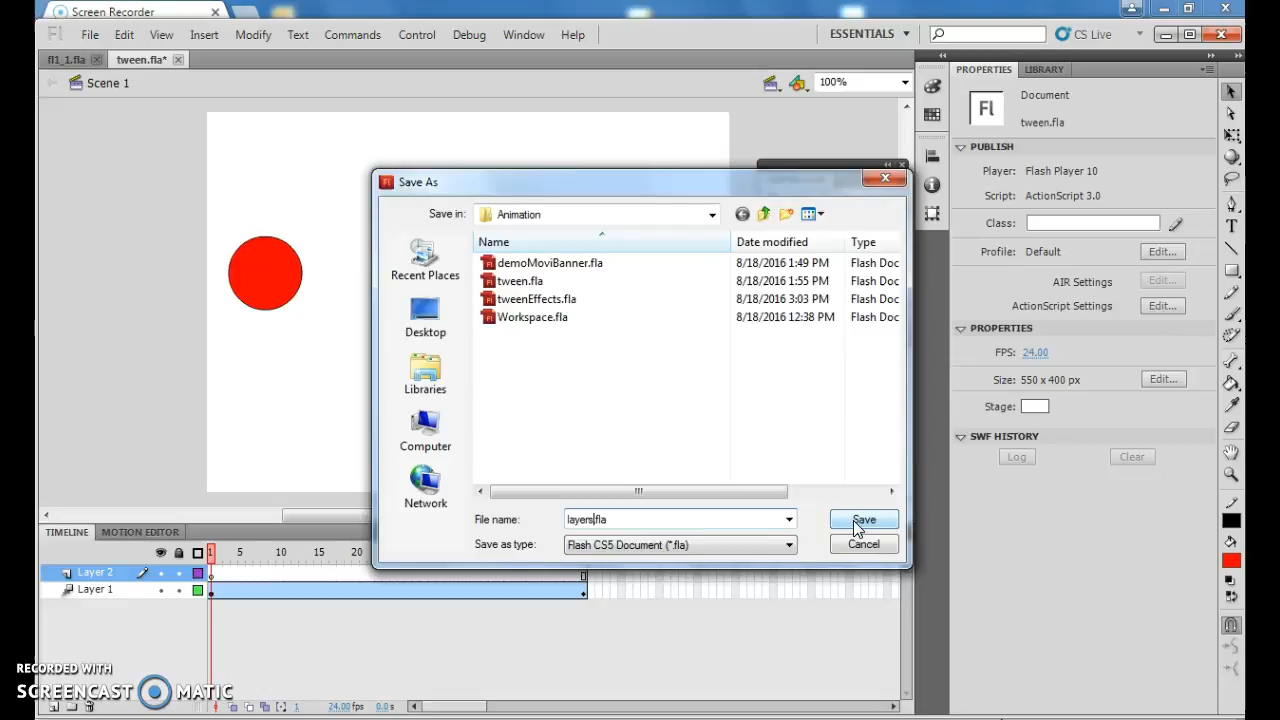 Screen Recorder
Fl File Edit View Insert Modify Text Commands Control Debug Window Help ESSENTIALS CS Live
fl1_1.fla tween.fla*
Scene 1 100%
PROPERTIES LIBRARY
Fl Document
tween.fla
PUBLISH
Player: Flash Player 10
Script: ActionScript 3.0
Class:
Profile: Default Edit...
AIR Settings Edit...
ActionScript Settings Edit...
PROPERTIES
FPS: 24.00
Size: 550 x 400 px Edit...
Stage:
SWF HISTORY
Log Clear
Save As
Save in: Animation
Name Date modified Type
demoMoviBanner.fla 8/18/2016 1:49 PM Flash Doc
tween.fla 8/18/2016 1:55 PM Flash Doc
tweenEffects.fla 8/18/2016 3:03 PM Flash Doc
Workspace.fla 8/18/2016 12:38 PM Flash Doc
Recent Places
Desktop
Libraries
Computer
Network
File name: layers.fla Save
Save as type: Flash CS5 Document (*.fla) Cancel
TIMELINE MOTION EDITOR
1 5 10 15 20
Layer 2
Layer 1
1 24.00 fps 0.0 s
RECORDED WITH
SCREENCAST MATIC